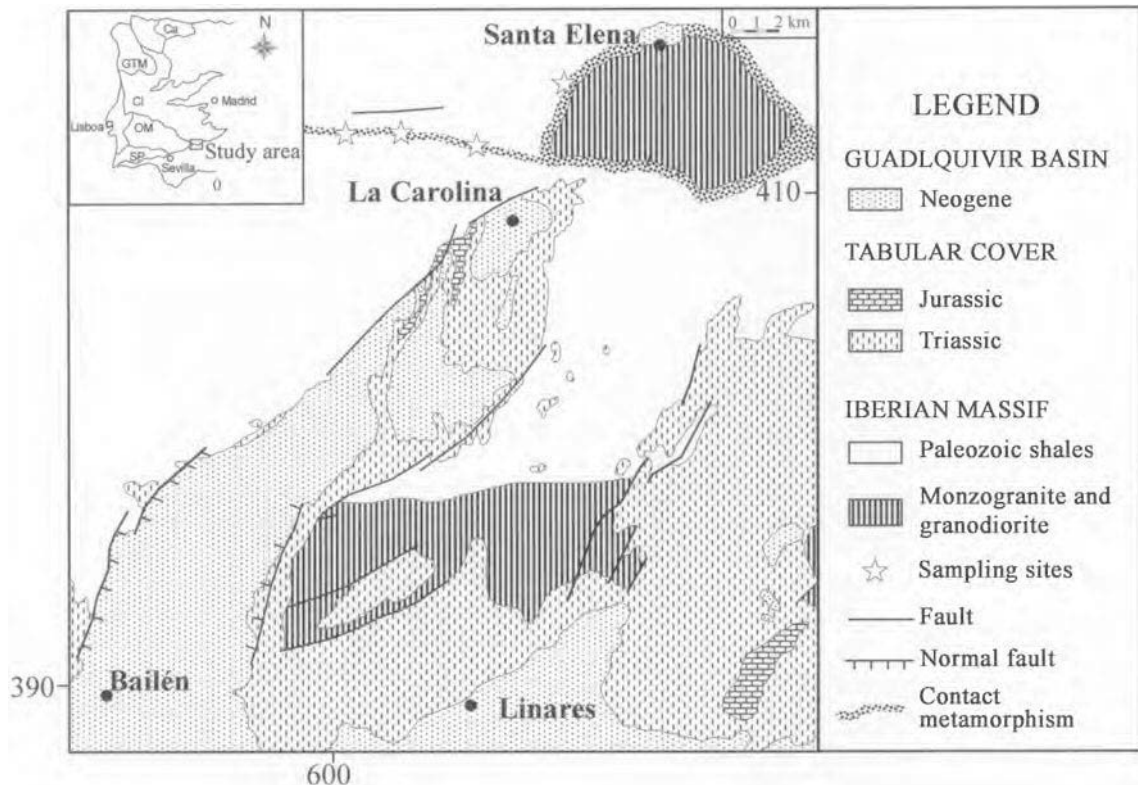 Ca
N
GTM
CI
Madrid
Lisboa
OM
Study area
SP
Sevilla
Santa Elena
0 1 2 km
La Carolina
410
390
Bailén
Linares
600
LEGEND
GUADLQUIVIR BASIN
Neogene
TABULAR COVER
Jurassic
Triassic
IBERIAN MASSIF
Paleozoic shales
Monzogranite and
granodiorite
Sampling sites
Fault
Normal fault
Contact
metamorphism